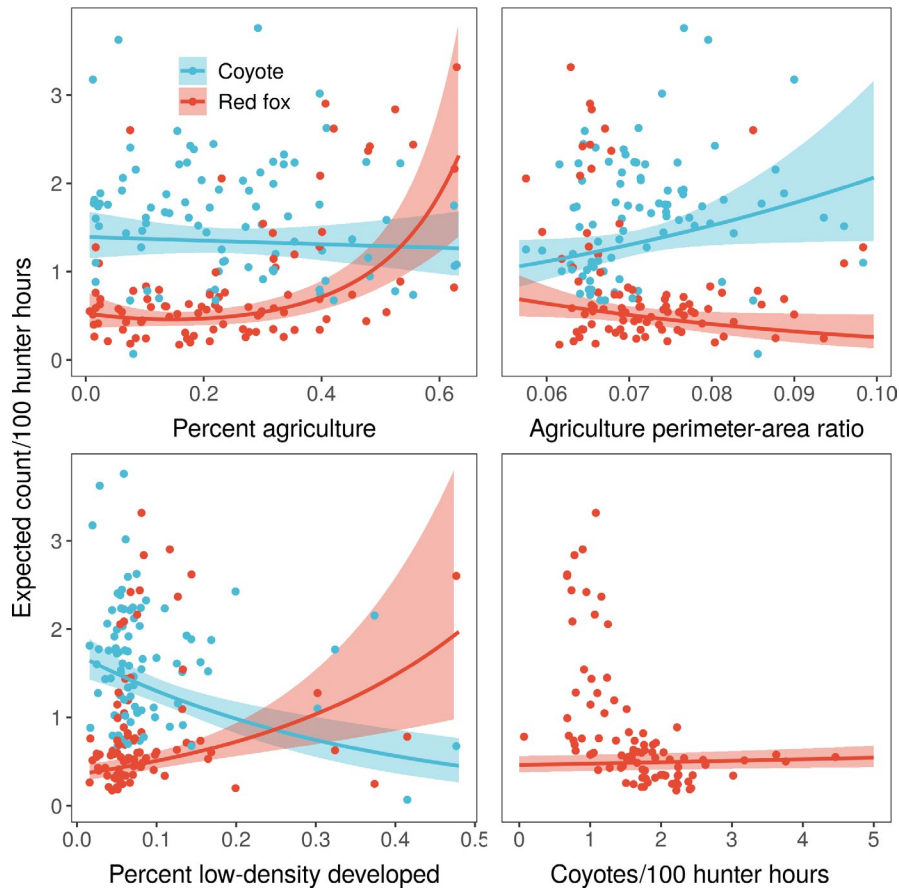 Expected count/100 hunter hours
3
2
1
0
Coyote
Red fox
0.0 0.2 0.4 0.6
Percent agriculture
0.06 0.07 0.08 0.09 0.10
Agriculture perimeter-area ratio
3
2
1
0
0.0 0.1 0.2 0.3 0.4 0.5
Percent low-density developed
0 1 2 3 4 5
Coyotes/100 hunter hours